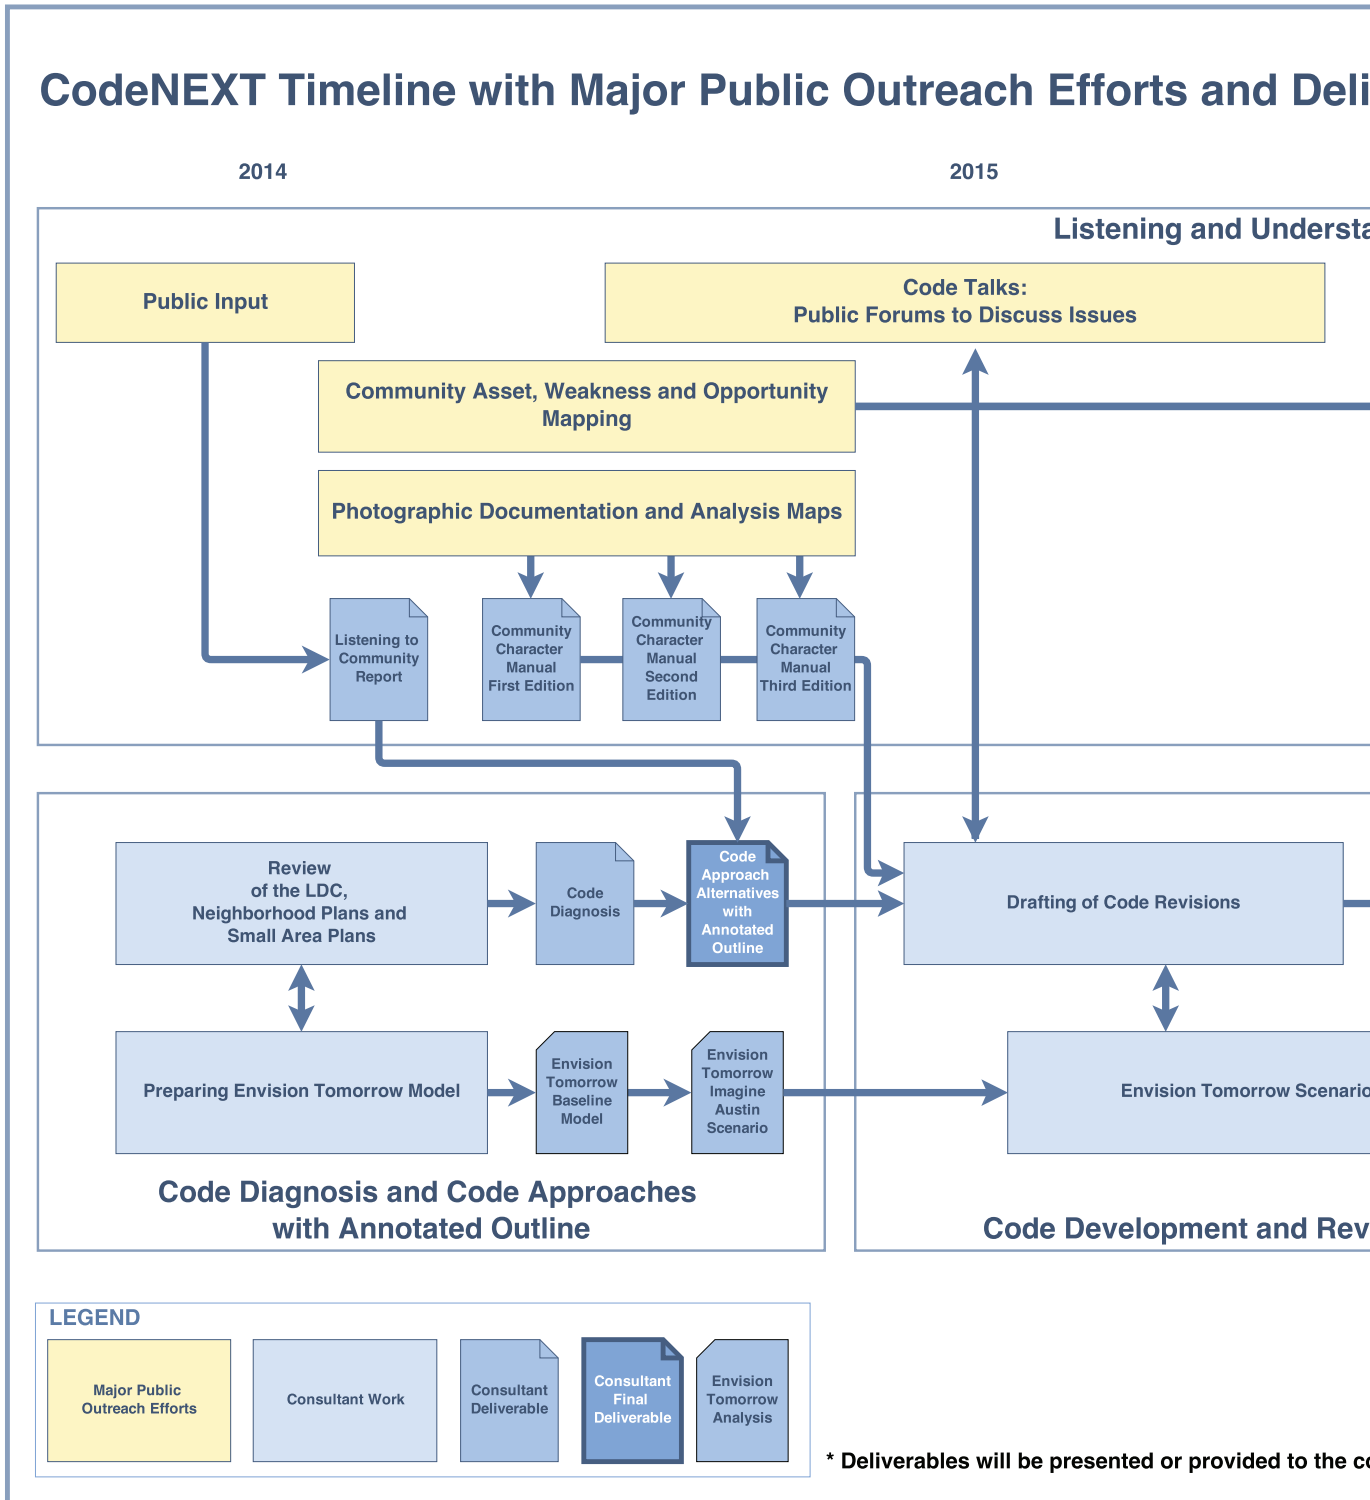 CodeNEXT Timeline with Major Public Outreach Efforts and Deli
2014
2015
Listening and Understa
Public Input
Code Talks:
Public Forums to Discuss Issues
Community Asset, Weakness and Opportunity
Mapping
Photographic Documentation and Analysis Maps
Listening to
Community
Report
Community
Character
Manual
First Edition
Community
Character
Manual
Second
Edition
Community
Character
Manual
Third Edition
Review
of the LDC,
Neighborhood Plans and
Small Area Plans
Code
Diagnosis
Code
Approach
Alternatives
with
Annotated
Outline
Drafting of Code Revisions
Preparing Envision Tomorrow Model
Envision
Tomorrow
Baseline
Model
Envision
Tomorrow
Imagine
Austin
Scenario
Envision Tomorrow Scenario
Code Diagnosis and Code Approaches
with Annotated Outline
Code Development and Rev
LEGEND
Major Public
Outreach Efforts
Consultant Work
Consultant
Deliverable
Consultant
Final
Deliverable
Envision
Tomorrow
Analysis
* Deliverables will be presented or provided to the co